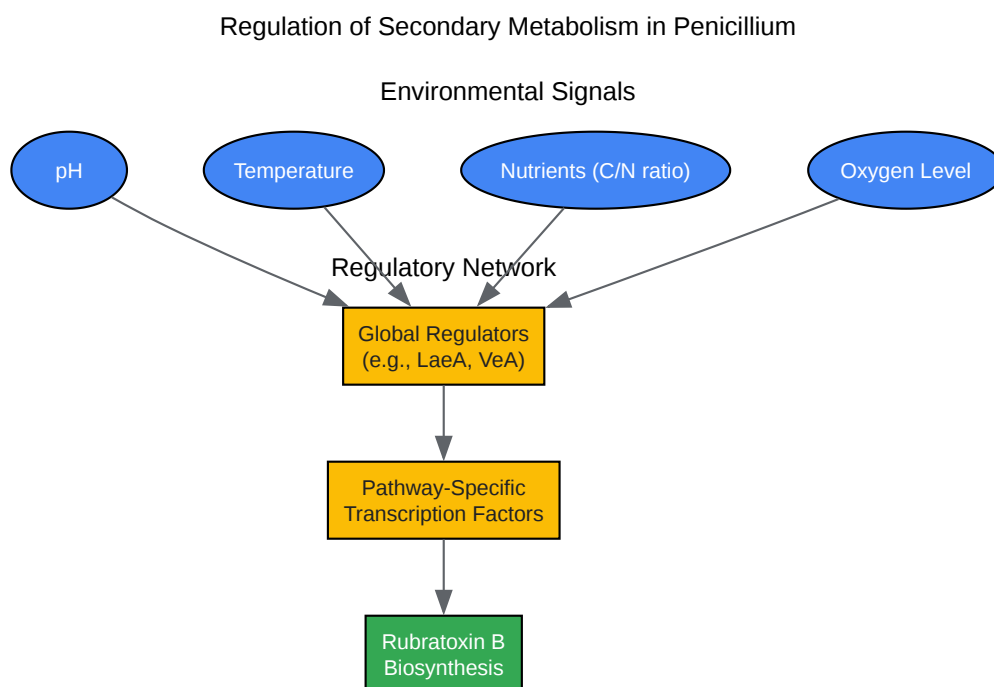 Regulation of Secondary Metabolism in Penicillium
Environmental Signals
pH
Temperature
Nutrients (C/N ratio)
Oxygen Level
Regulatory Network
Global Regulators
(e.g., LaeA, VeA)
Pathway-Specific
Transcription Factors
Rubratoxin B
Biosynthesis